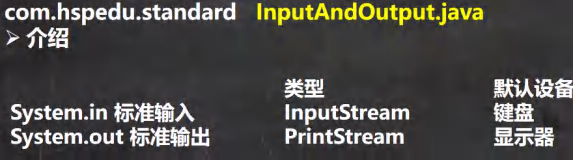 com.hspedu.standard InputAndOutput.java
➢ 介绍
类型 默认设备
System.in 标准输入 InputStream 键盘
System.out 标准输出 PrintStream 显示器